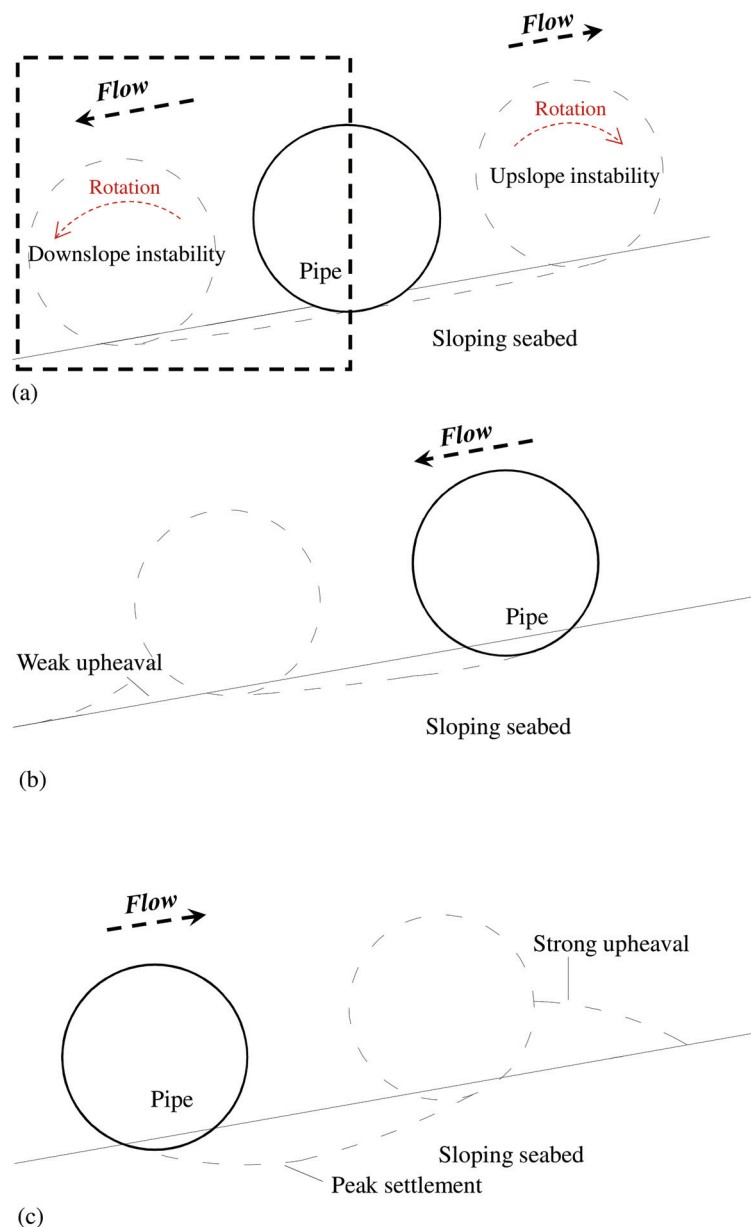 Flow
Flow
Rotation
Rotation
Upslope instability
Downslope instability
Pipe
Sloping seabed
(a)
Flow
Pipe
Weak upheaval
Sloping seabed
(b)
Flow
Strong upheaval
Pipe
Sloping seabed
Peak settlement
(c)